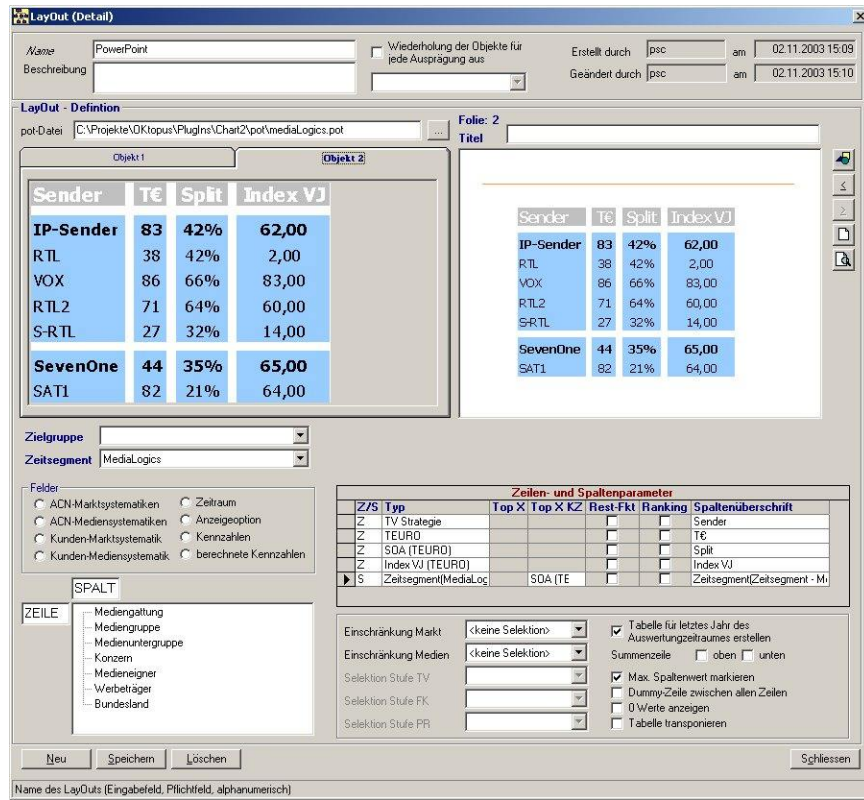 LayOut (Detail)
Name PowerPoint
Beschreibung
Wiederholung der Objekte für
jede Ausprägung aus
Erstellt durch psc am 02.11.2003 15:09
Geändert durch psc am 02.11.2003 15:10
LayOut - Defintion
pot-Datei C:\Projekte\OKtopus\PlugIns\Chart2\pot\mediaLogics.pot ...
Folie: 2
Titel
Objekt 1 Objekt 2
Sender T€ Split Index VJ
IP-Sender 83 42% 62,00
RTL 38 42% 2,00
VOX 86 66% 83,00
RTL2 71 64% 60,00
S-RTL 27 32% 14,00
SevenOne 44 35% 65,00
SAT1 82 21% 64,00
Sender T€ Split Index VJ
IP-Sender 83 42% 62,00
RTL 38 42% 2,00
VOX 86 66% 83,00
RTL2 71 64% 60,00
S-RTL 27 32% 14,00
SevenOne 44 35% 65,00
SAT1 82 21% 64,00
Zielgruppe
Zeitsegment MediaLogics
Felder
ACN-Marktsystematiken Zeitraum
ACN-Mediensystematiken Anzeigeoption
Kunden-Marktsystematik Kennzahlen
Kunden-Mediensystematik berechnete Kennzahlen
SPALT
ZEILE
Mediengattung
Mediengruppe
Medienuntergruppe
Konzern
Medieneigner
Werbeträger
Bundesland
Zeilen- und Spaltenparameter
Z/S Typ Top X Top X KZ Rest-Fkt Ranking Spaltenüberschrift
Z TV Strategie Sender
Z TEURO T€
Z SOA (TEURO) Split
Z Index VJ (TEURO) Index VJ
S Zeitsegment(MediaLog SOA (TE Zeitsegment(Zeitsegment - M
Einschränkung Markt <keine Selektion>
Einschränkung Medien <keine Selektion>
Selektion Stufe TV
Selektion Stufe FK
Selektion Stufe PR
Tabelle für letztes Jahr des
Auswertungzeitraumes erstellen
Summenzeile oben unten
Max. Spaltenwert markieren
Dummy-Zeile zwischen allen Zeilen
0 Werte anzeigen
Tabelle transponieren
Neu Speichern Löschen Schliessen
Name des LayOuts (Eingabefeld, Pflichtfeld, alphanumerisch)